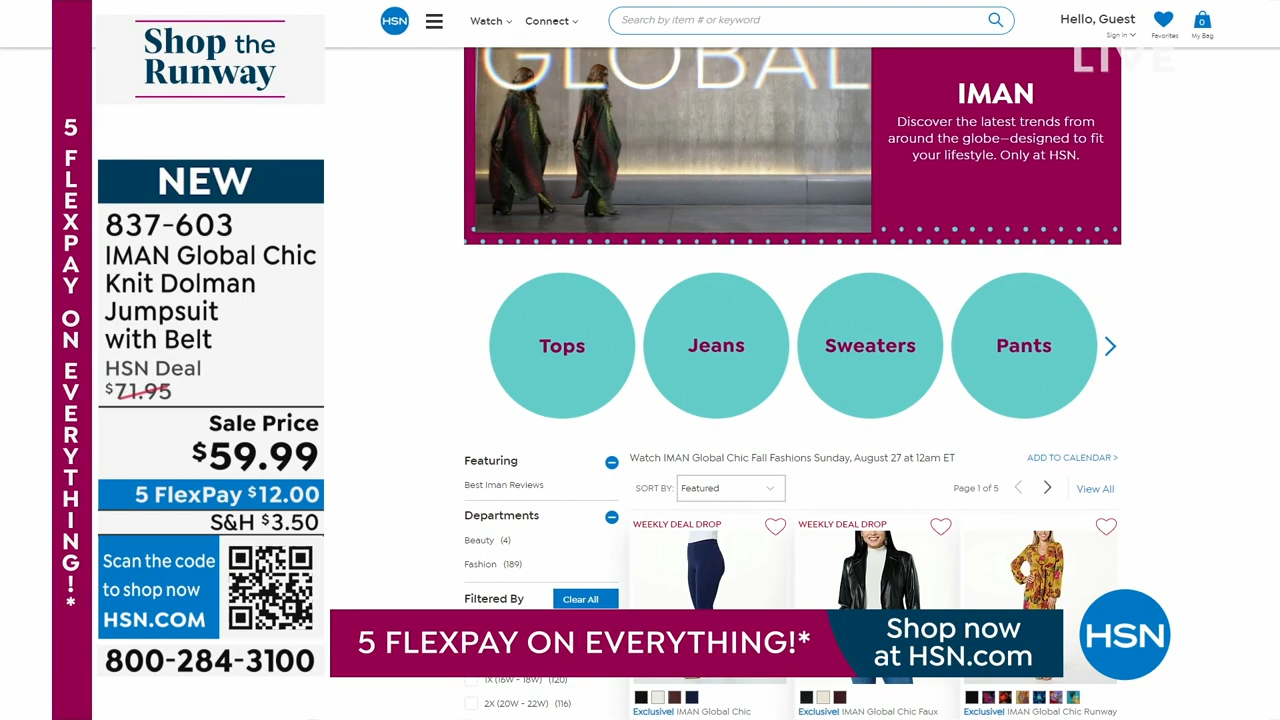 5 FLEXPAY ON EVERYTHING!*
Shop the
Runway
NEW
837-603
IMAN Global Chic
Knit Dolman
Jumpsuit
with Belt
HSN Deal
$71.95
Sale Price
$59.99
5 FlexPay $12.00
S&H $3.50
Scan the code
to shop now
HSN.COM
800-284-3100
HSN
Watch
Connect
Search by item # or keyword
Hello, Guest
Sign In
Favorites
0
My Bag
LIVE
GLOBAL
IMAN
Discover the latest trends from
around the globe—designed to fit
your lifestyle. Only at HSN.
Tops
Jeans
Sweaters
Pants
Featuring
Best Iman Reviews
Departments
Beauty (4)
Fashion (189)
Filtered By
Clear All
1X (16W - 18W) (120)
2X (20W - 22W) (116)
Watch IMAN Global Chic Fall Fashions Sunday, August 27 at 12am ET
ADD TO CALENDAR >
SORT BY: Featured
Page 1 of 5
View All
WEEKLY DEAL DROP
WEEKLY DEAL DROP
Exclusive! IMAN Global Chic
Exclusive! IMAN Global Chic Faux
Exclusive! IMAN Global Chic Runway
5 FLEXPAY ON EVERYTHING!*
Shop now
at HSN.com
HSN